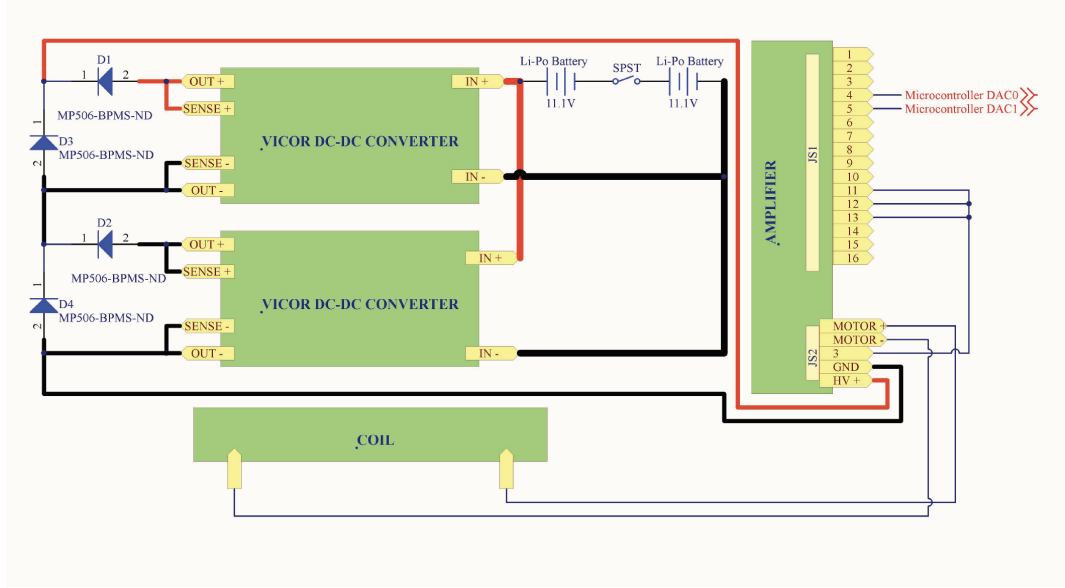 D1
1
2
MP506-BPMS-ND
OUT +
SENSE +
VICOR DC-DC CONVERTER
SENSE -
OUT -
IN +
IN -
Li-Po Battery
11.1V
SPST
Li-Po Battery
11.1V
1
D3
MP506-BPMS-ND
2
D2
1
2
MP506-BPMS-ND
OUT +
SENSE +
VICOR DC-DC CONVERTER
SENSE -
OUT -
IN +
IN -
1
D4
MP506-BPMS-ND
2
AMPLIFIER
JS1
1
2
3
4
5
6
7
8
9
10
11
12
13
14
15
16
Microcontroller DAC0
Microcontroller DAC1
JS2
MOTOR +
MOTOR -
3
GND
HV +
COIL